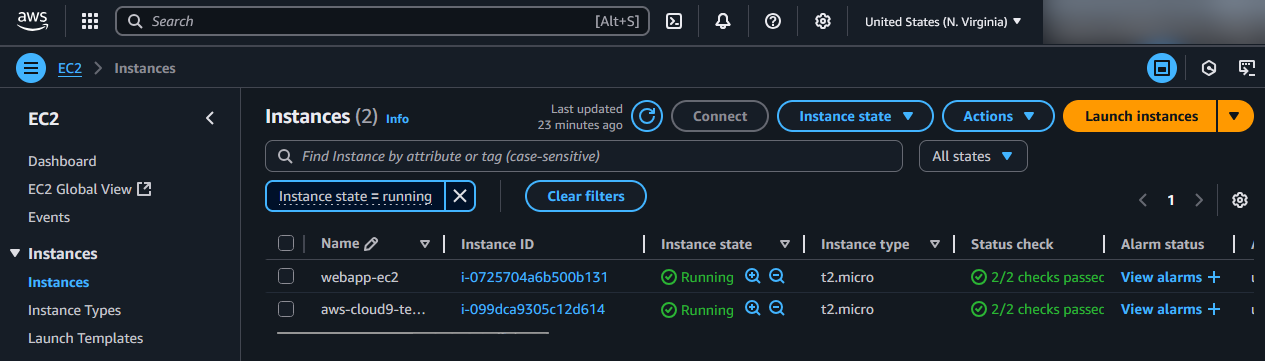 aws Search [Alt+S] United States (N. Virginia)
EC2 Instances
EC2
Dashboard
EC2 Global View
Events
Instances
Instances
Instance Types
Launch Templates
Instances (2) Info Last updated 23 minutes ago Connect Instance state Actions Launch instances
Find Instance by attribute or tag (case-sensitive) All states
Instance state = running Clear filters 1
Name Instance ID Instance state Instance type Status check Alarm status
webapp-ec2 i-0725704a6b500b131 Running t2.micro 2/2 checks passed View alarms +
aws-cloud9-te... i-099dca9305c12d614 Running t2.micro 2/2 checks passed View alarms +